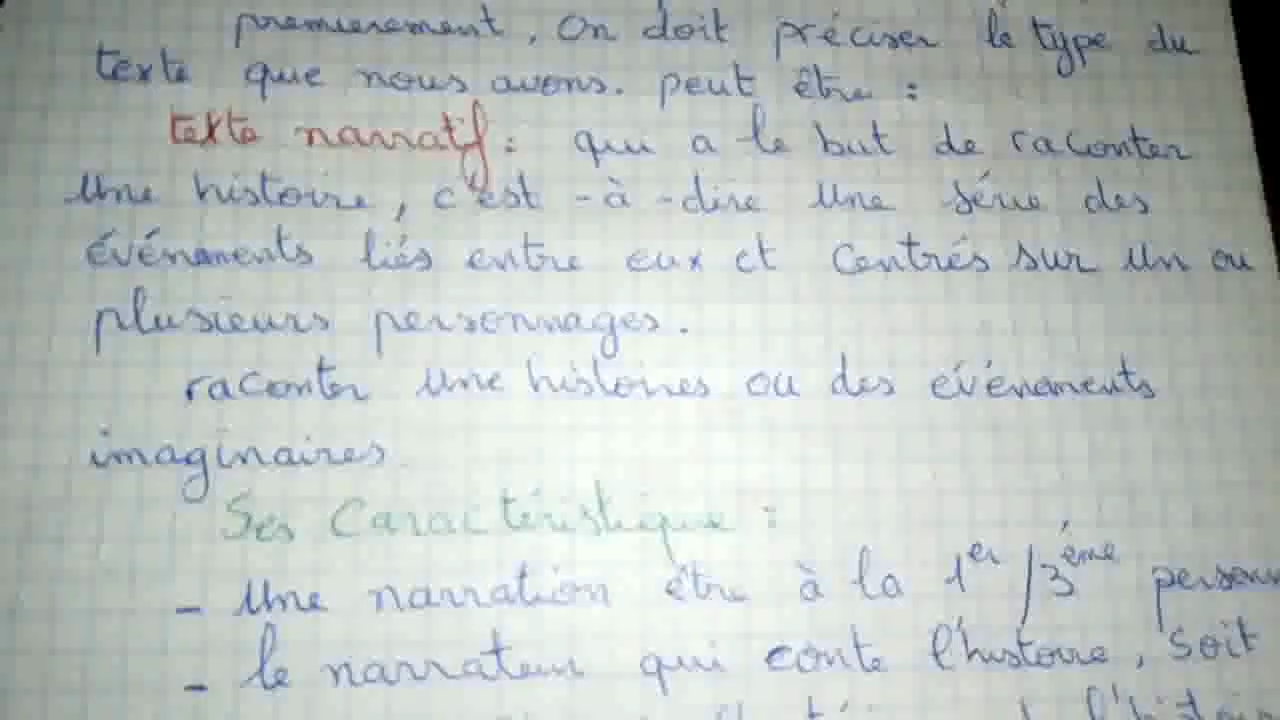 premierement, On doit préciser le type du
texte que nous avons. peut être :
texte narratif : qui a le but de raconter
une histoire, c'est -à -dire une série des
événements liés entre eux et centrés sur un ou
plusieurs personnages.
raconter une histoires ou des événements
imaginaires
Ses Caractéristique :
- Une narration être à la 1er /3éme
- le narrateur qui conte l'histoire, soit